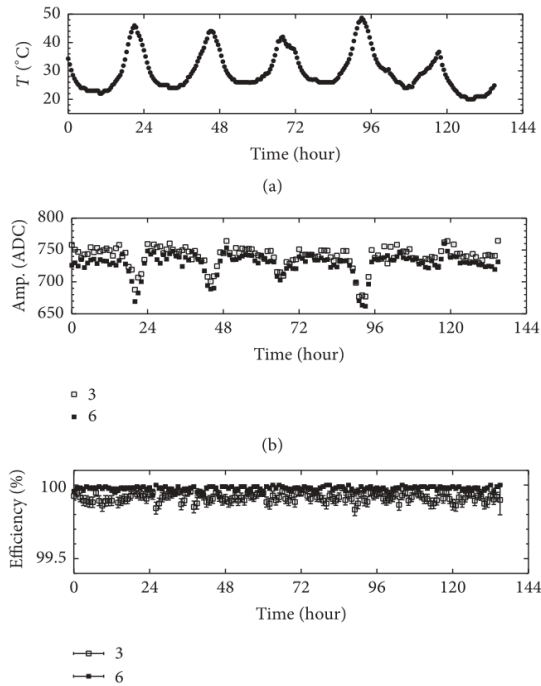 50
40
30
20
T (°C)
0 24 48 72 96 120 144
Time (hour)
(a)
800
750
700
650
Amp. (ADC)
0 24 48 72 96 120 144
Time (hour)
3
6
(b)
100
99.5
Efficiency (%)
0 24 48 72 96 120 144
Time (hour)
3
6